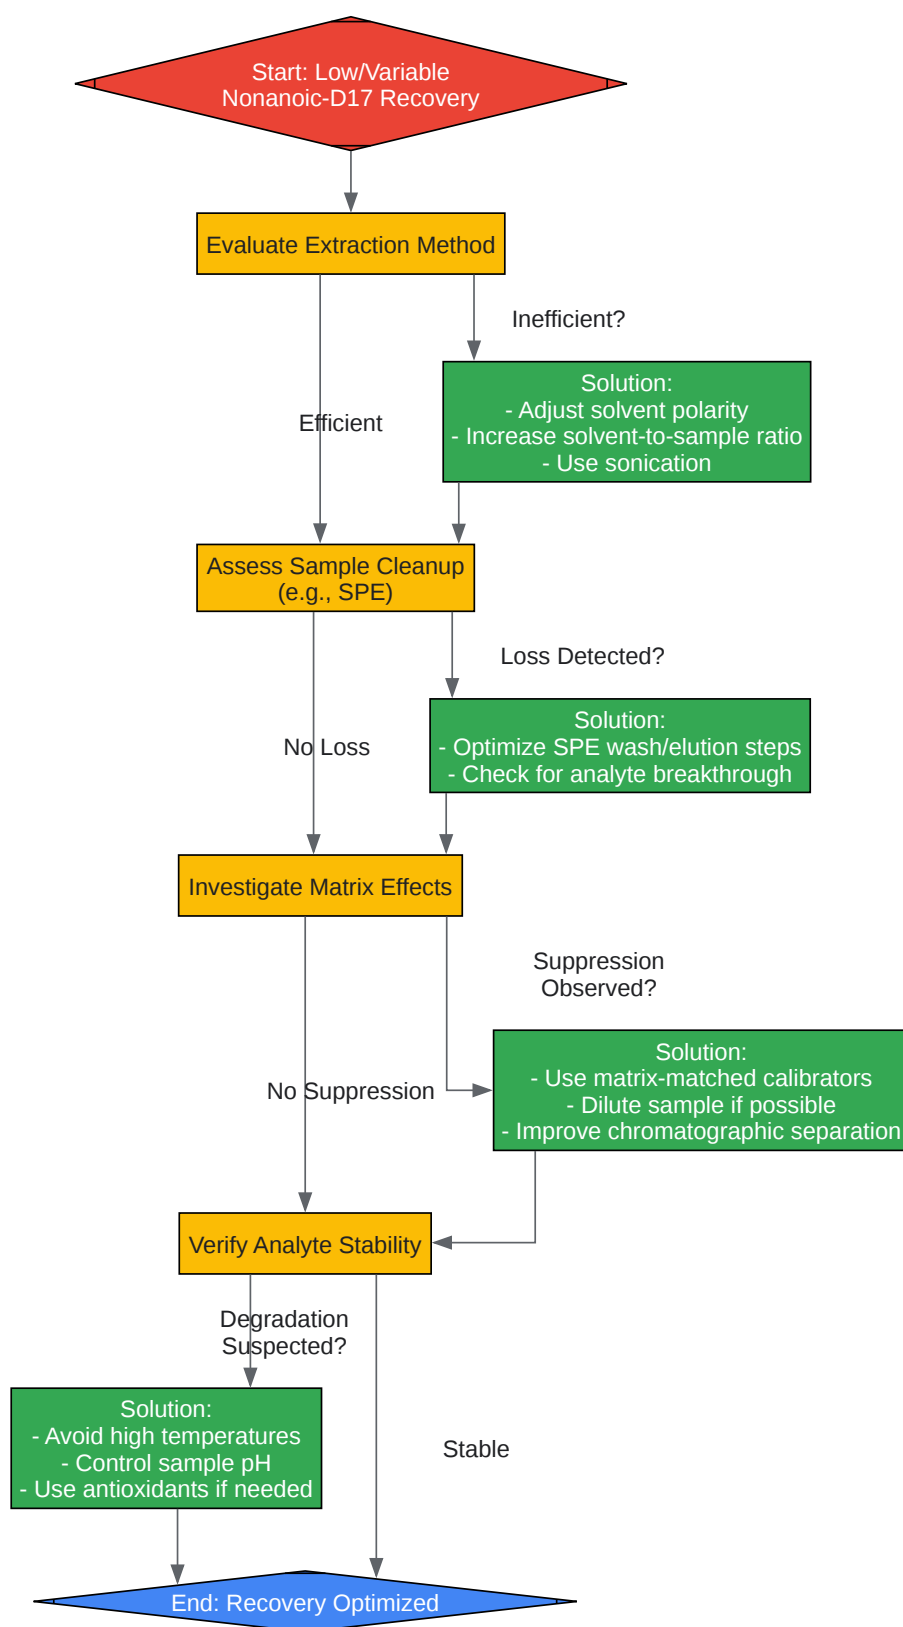 Start: Low/Variable
Nonanoic-D17 Recovery
Evaluate Extraction Method
Inefficient?
Solution:
- Adjust solvent polarity
- Increase solvent-to-sample ratio
- Use sonication
Efficient
Assess Sample Cleanup
(e.g., SPE)
Loss Detected?
Solution:
- Optimize SPE wash/elution steps
- Check for analyte breakthrough
No Loss
Investigate Matrix Effects
Suppression
Observed?
Solution:
- Use matrix-matched calibrators
- Dilute sample if possible
- Improve chromatographic separation
No Suppression
Verify Analyte Stability
Degradation
Suspected?
Solution:
- Avoid high temperatures
- Control sample pH
- Use antioxidants if needed
Stable
End: Recovery Optimized